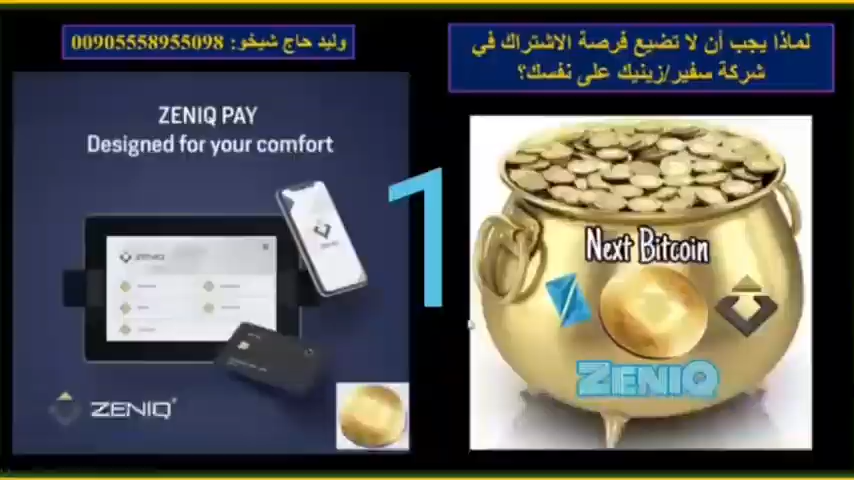 لماذا يجب أن لا تضيع فرصة الاشتراك في
شركة سفير/زينيك على نفسك؟
وليد حاج شيخو: 00905558955098
ZENIQ PAY
Designed for your comfort
1
ZENIQ
ZENIQ
Next Bitcoin
ZENIQ